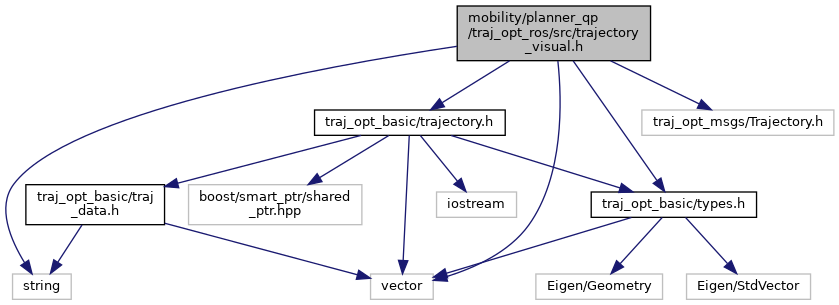 mobility/planner_qp
/traj_opt_ros/src/trajectory
_visual.h
traj_opt_basic/trajectory.h
traj_opt_msgs/Trajectory.h
traj_opt_basic/traj
_data.h
boost/smart_ptr/shared
_ptr.hpp
iostream
traj_opt_basic/types.h
string
vector
Eigen/Geometry
Eigen/StdVector